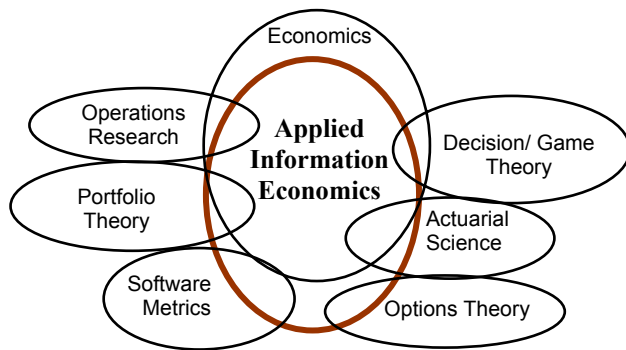 Economics
Operations
Research
Applied
Information
Economics
Decision/ Game
Theory
Portfolio
Theory
Actuarial
Science
Software
Metrics
Options Theory